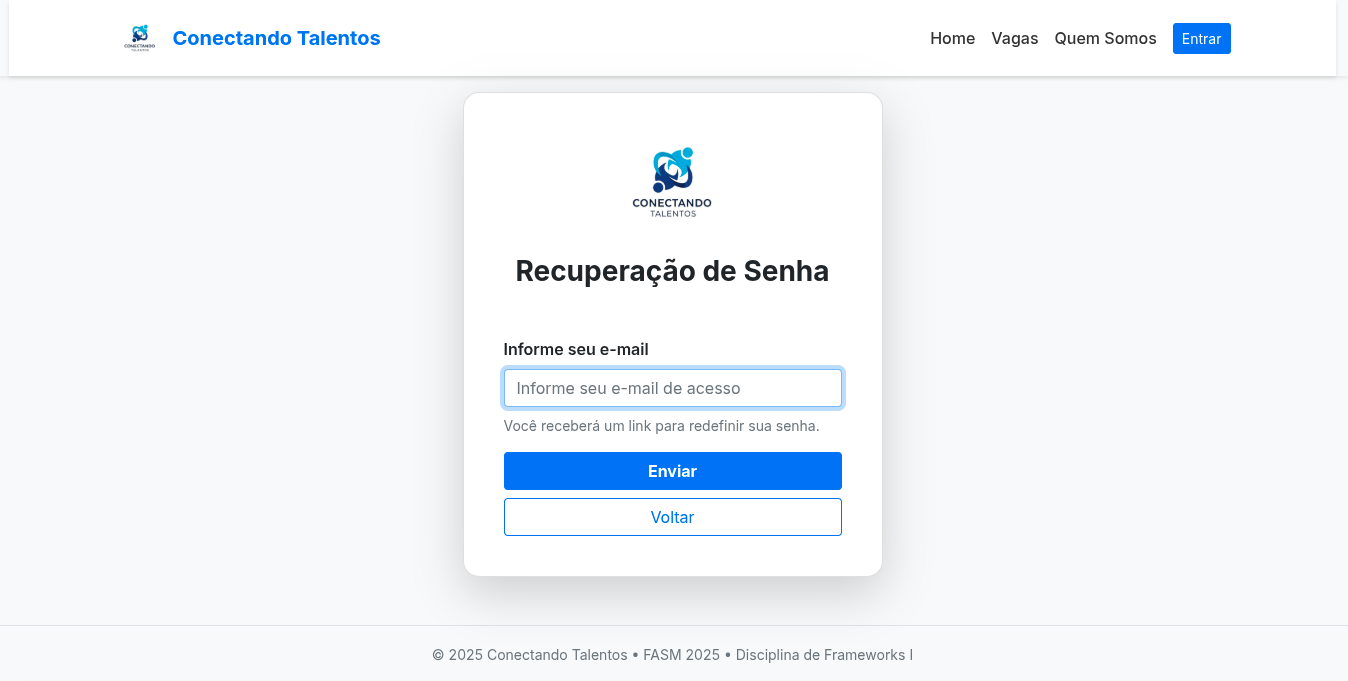 CONECTANDO
TALENTOS
Conectando Talentos
Home
Vagas
Quem Somos
Entrar
CONECTANDO
TALENTOS
Recuperação de Senha
Informe seu e-mail
Informe seu e-mail de acesso
Você receberá um link para redefinir sua senha.
Enviar
Voltar
© 2025 Conectando Talentos • FASM 2025 • Disciplina de Frameworks I